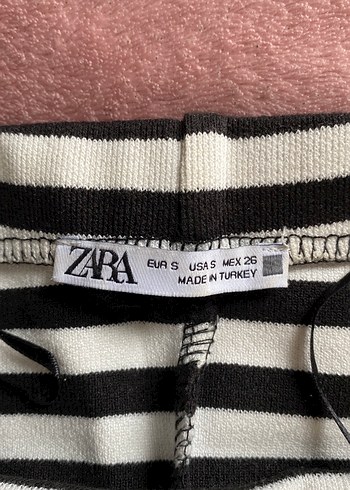 ZARA
EUR S USA S MEX 26
MADE IN TURKEY